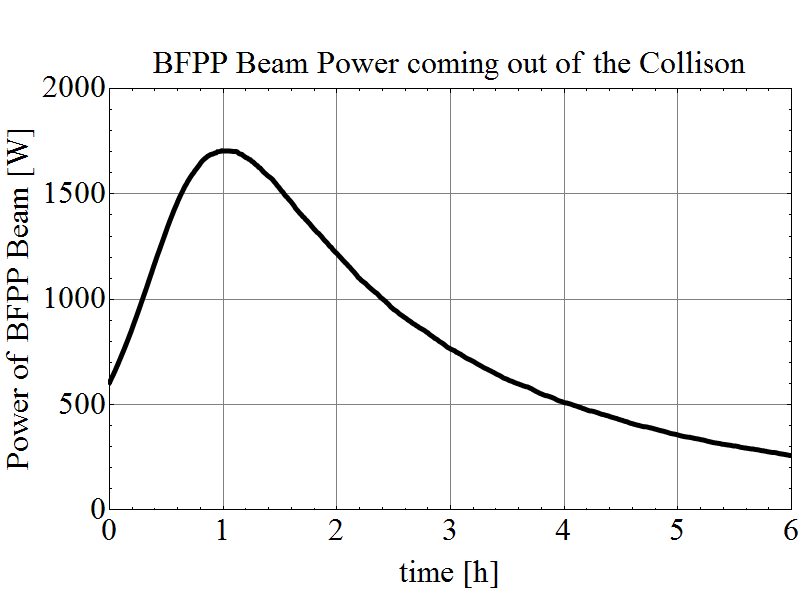 BFPP Beam Power coming out of the Collison
Power of BFPP Beam [W]
2000
1500
1000
500
0
0 1 2 3 4 5 6
time [h]